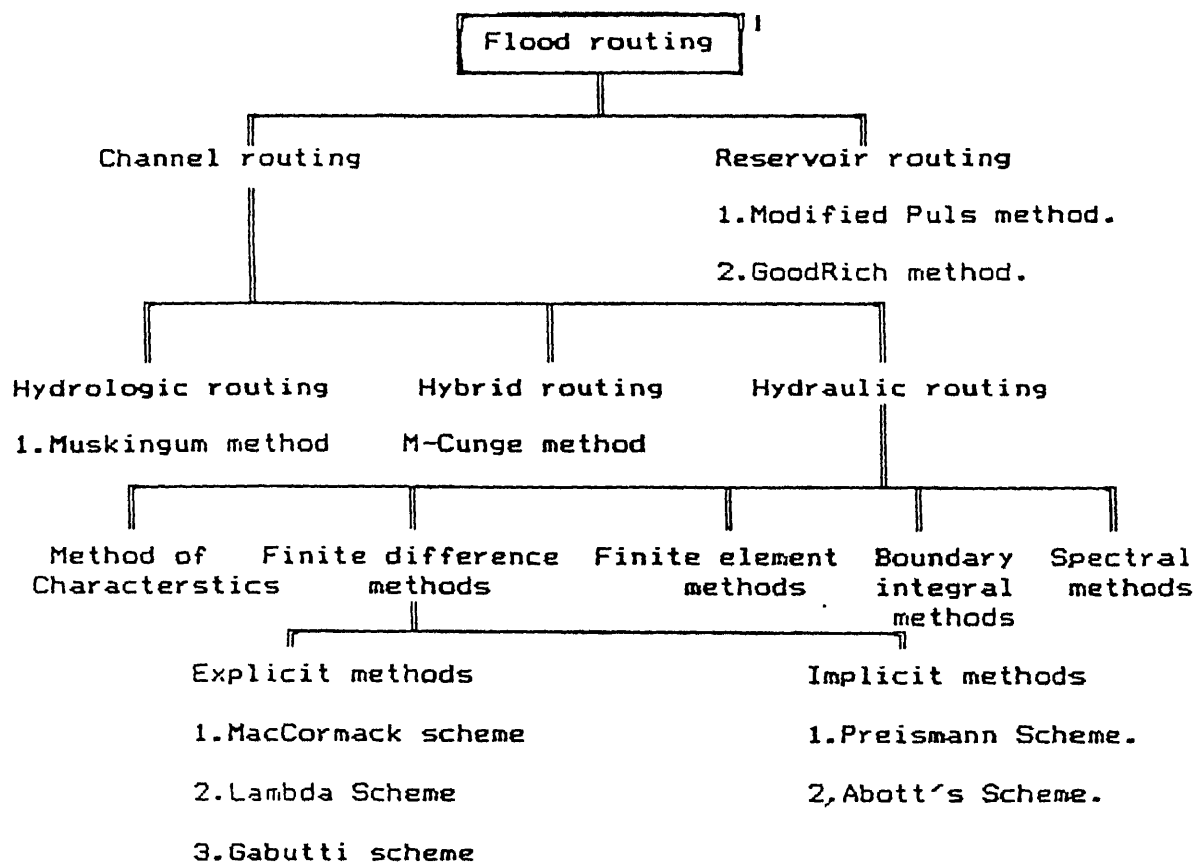 Flood routing 1
Channel routing
Reservoir routing
1.Modified Puls method.
2.GoodRich method.
Hydrologic routing
1.Muskingum method
Hybrid routing
M-Cunge method
Hydraulic routing
Method of
Characterstics
Finite difference
methods
Finite element
methods
Boundary
integral
methods
Spectral
methods
Explicit methods
1.MacCormack scheme
2.Lambda Scheme
3.Gabutti scheme
Implicit methods
1.Preismann Scheme.
2,Abott's Scheme.